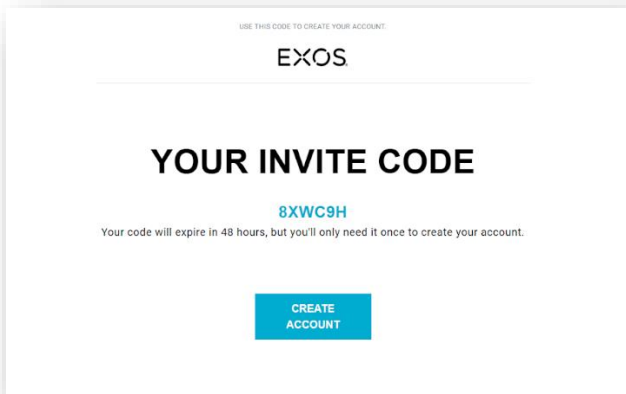 USE THIS CODE TO CREATE YOUR ACCOUNT.
EXOS
YOUR INVITE CODE
8XWC9H
Your code will expire in 48 hours, but you'll only need it once to create your account.
CREATE
ACCOUNT